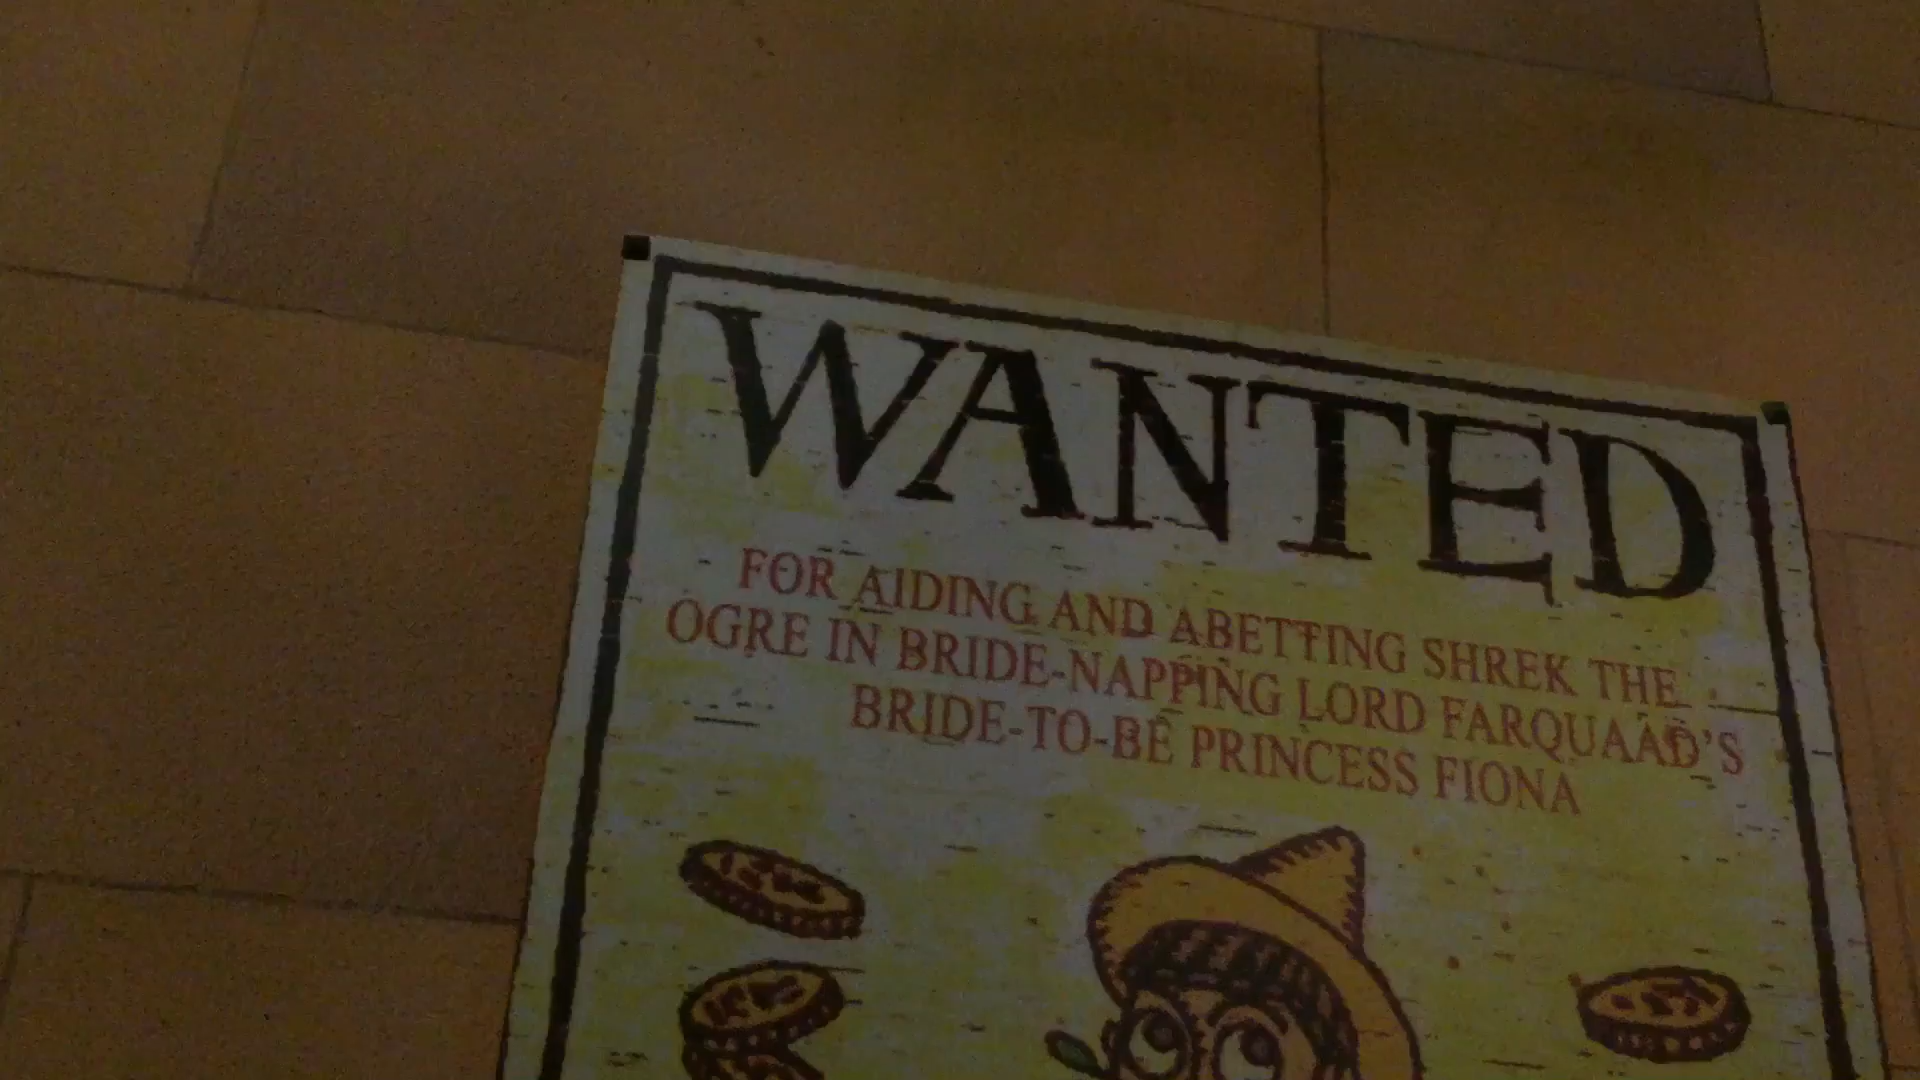 WANTED
FOR AIDING AND ABETTING SHREK THE
OGRE IN BRIDE-NAPPING LORD FARQUAAD'S
BRIDE-TO-BE PRINCESS FIONA